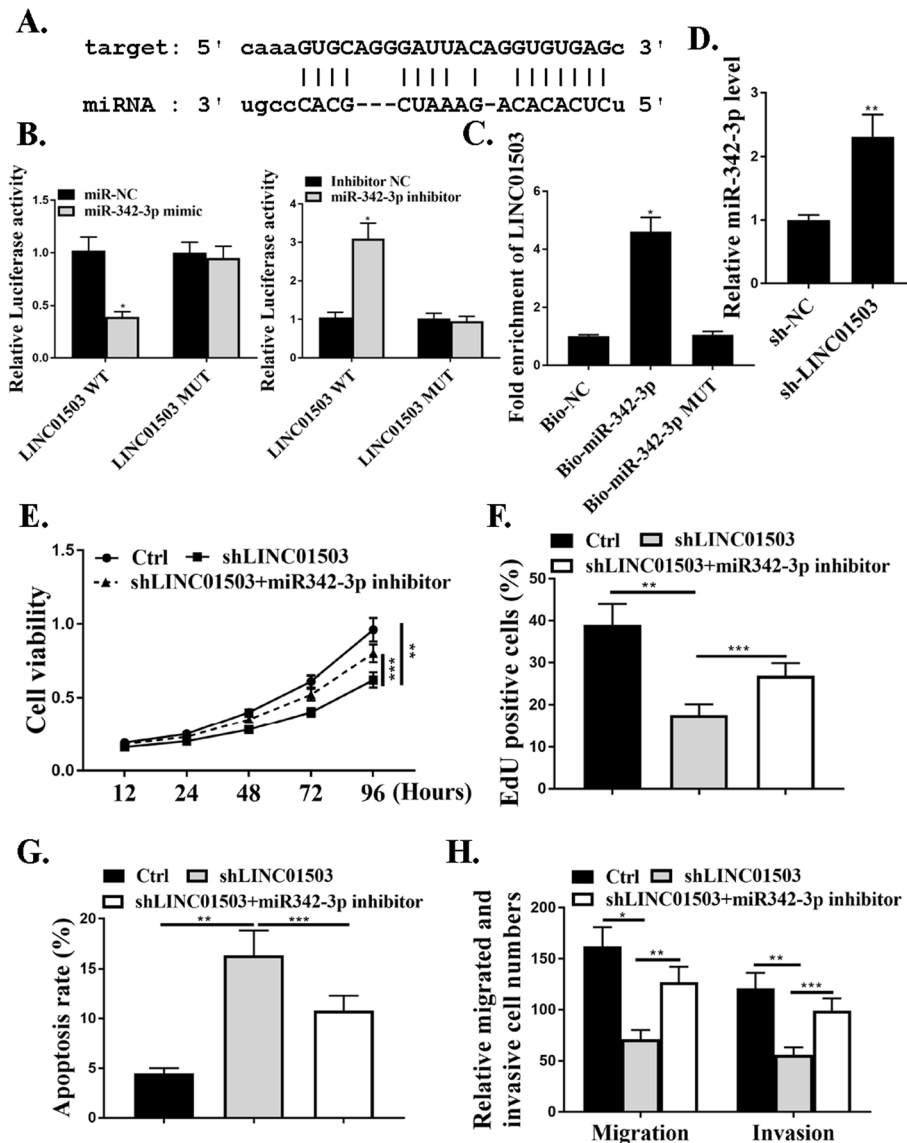 A.
target: 5' caaaGUGCAGGGAUUACAGGUGUGAGc 3'
miRNA : 3' ugccCACG---CUAAAG-ACACACUCu 5'
B.
Relative Luciferase activity
miR-NC
miR-342-3p mimic
1.5
1.0
0.5
0.0
*
LINC01503 WT
LINC01503 MUT
Relative Luciferase activity
Inhibitor NC
miR-342-3p inhibitor
4
3
2
1
0
*
LINC01503 WT
LINC01503 MUT
C.
Fold enrichment of LINC01503
6
4
2
0
*
Bio-NC
Bio-miR-342-3p
Bio-miR-342-3p MUT
D.
Relative miR-342-3p level
3
2
1
0
**
sh-NC
sh-LINC01503
E.
Cell viability
Ctrl
shLINC01503
shLINC01503+miR342-3p inhibitor
1.5
1.0
0.5
0.0
***
**
12 24 48 72 96 (Hours)
F.
Ctrl
shLINC01503
shLINC01503+miR342-3p inhibitor
EdU positive cells (%)
40
30
20
10
0
**
***
G.
Ctrl
shLINC01503
shLINC01503+miR342-3p inhibitor
Apoptosis rate (%)
20
15
10
5
0
**
***
H.
Ctrl
shLINC01503
shLINC01503+miR342-3p inhibitor
Relative migrated and
invasive cell numbers
200
150
100
50
0
*
**
**
***
Migration
Invasion